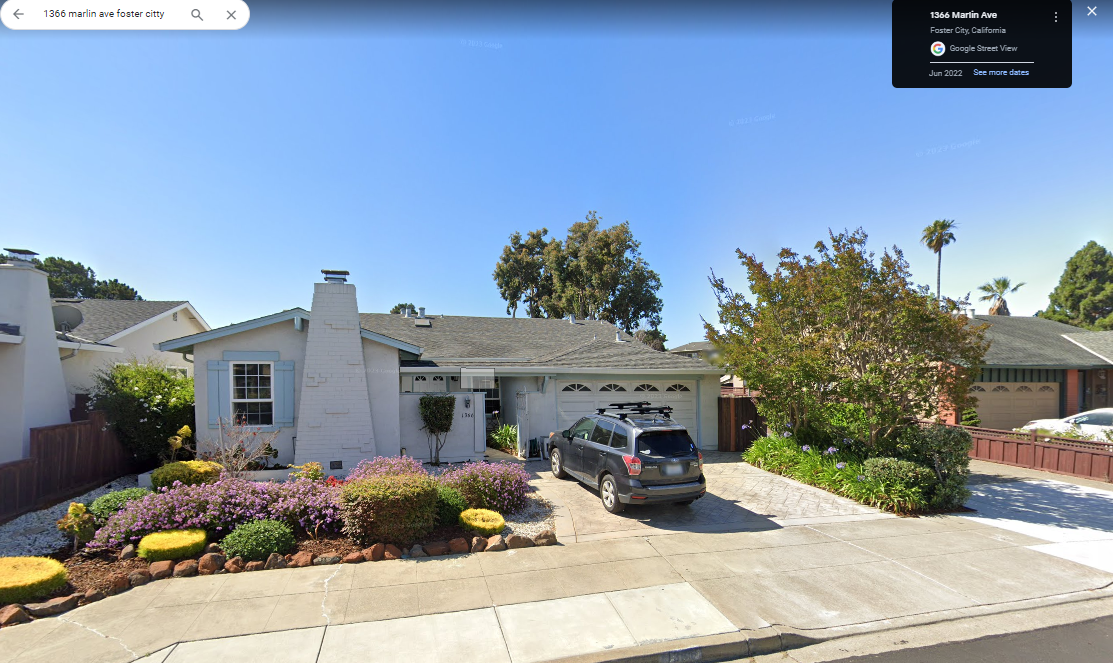 1366 marlin ave foster citty
1366 Marlin Ave
Foster City, California
Google Street View
Jun 2022
See more dates
1366